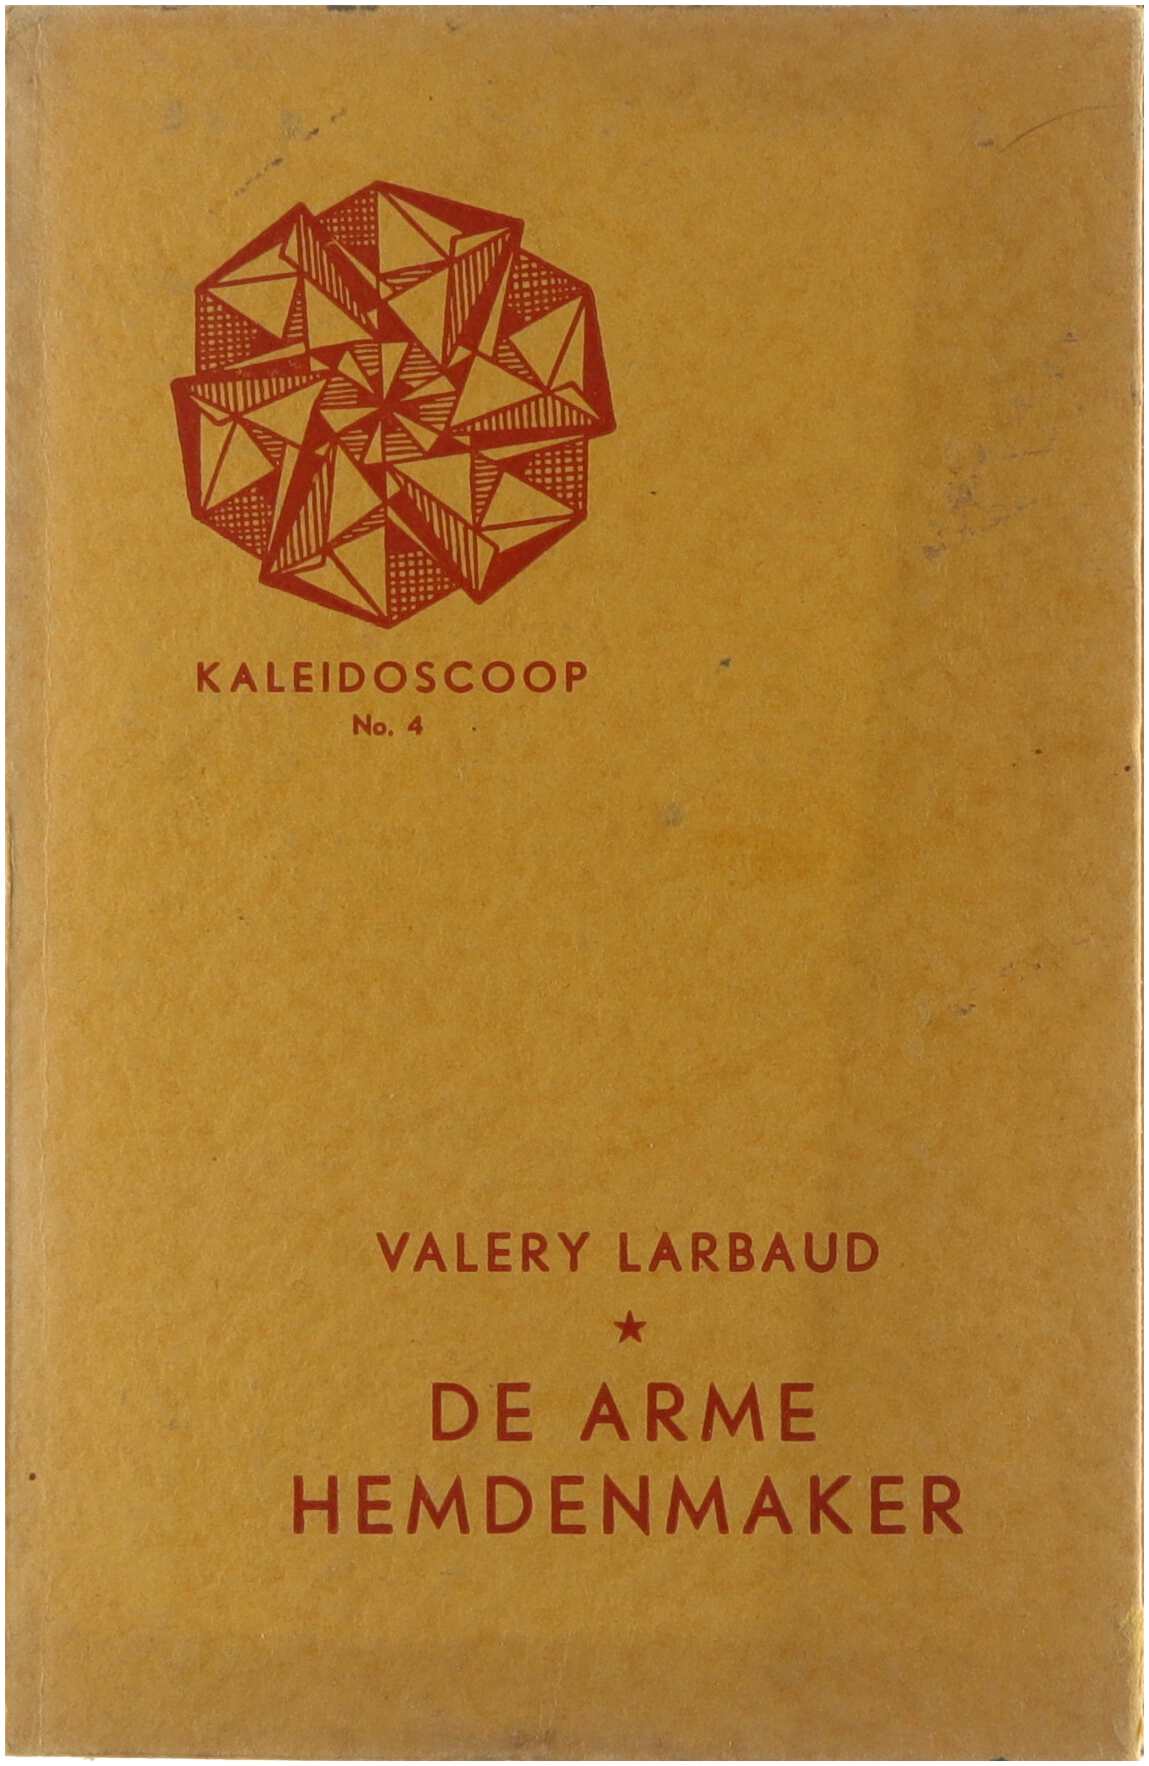 KALEIDOSCOOP
No. 4
VALERY LARBAUD
★
DE ARME
HEMDENMAKER